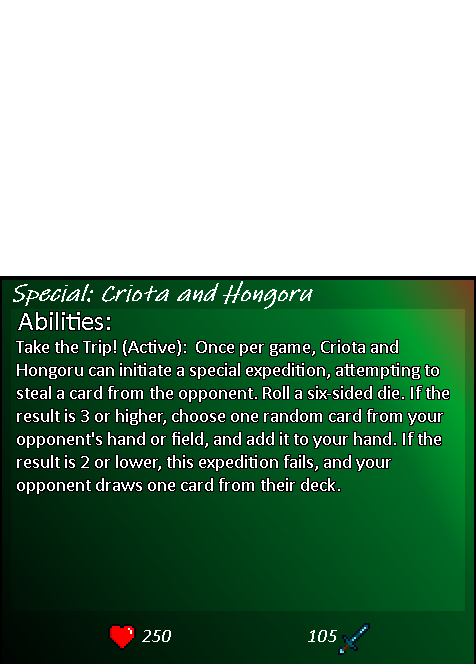 Special: Criota and Hongoru
Abilities:
Take the Trip! (Active):  Once per game, Criota and
Hongoru can initiate a special expedition, attempting to
steal a card from the opponent. Roll a six-sided die. If the
result is 3 or higher, choose one random card from your
opponent's hand or field, and add it to your hand. If the
result is 2 or lower, this expedition fails, and your
opponent draws one card from their deck.
250 105